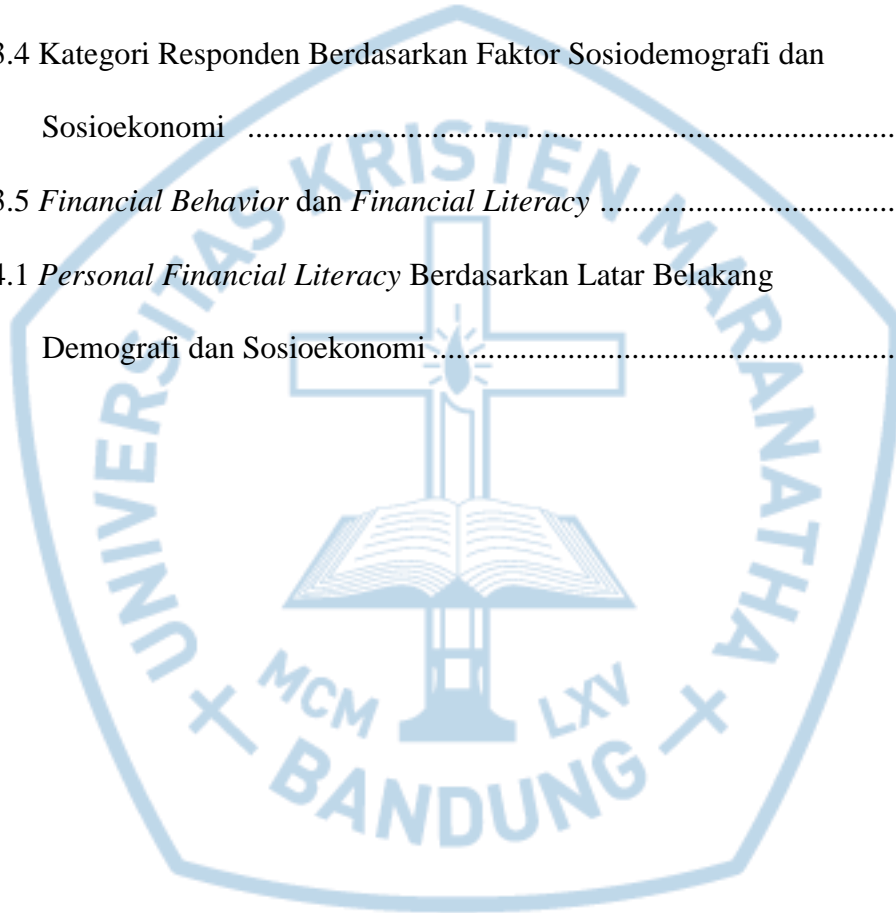 3.4 Kategori Responden Berdasarkan Faktor Sosiodemografi dan
Sosioekonomi ................................................................................
3.5 Financial Behavior dan Financial Literacy .....................................
4.1 Personal Financial Literacy Berdasarkan Latar Belakang
Demografi dan Sosioekonomi .........................................................
UNIVERSITAS KRISTEN MARANATHA
MCM LXV
BANDUNG